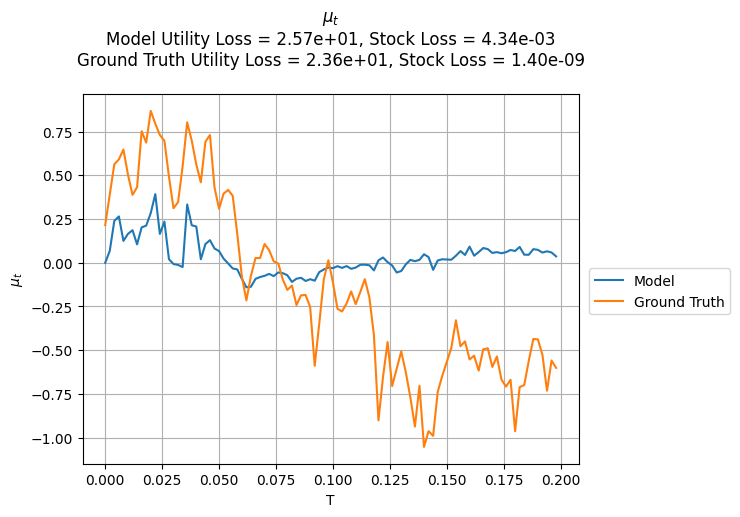 μ_t
Model Utility Loss = 2.57e+01, Stock Loss = 4.34e-03
Ground Truth Utility Loss = 2.36e+01, Stock Loss = 1.40e-09
0.75
0.50
0.25
0.00
−0.25
−0.50
−0.75
−1.00
μ_t
0.000 0.025 0.050 0.075 0.100 0.125 0.150 0.175 0.200
T
Model
Ground Truth